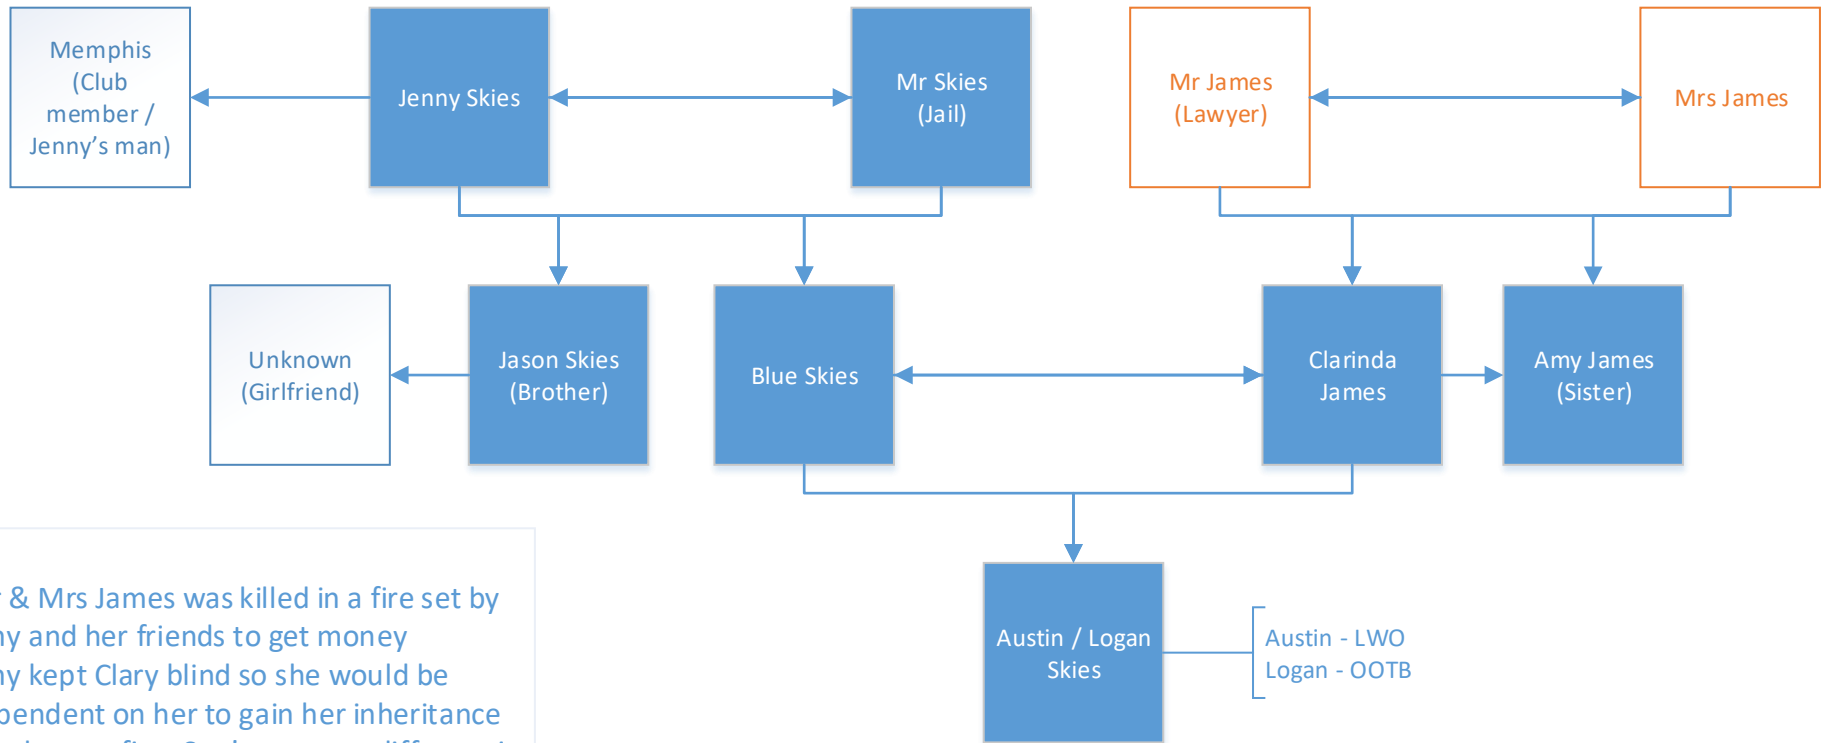 Memphis
(Club
member /
Jenny's man)
Jenny Skies
Mr Skies
(Jail)
Mr James
(Lawyer)
Mrs James
Unknown
(Girlfriend)
Jason Skies
(Brother)
Blue Skies
Clarinda
James
Amy James
(Sister)
& Mrs James was killed in a fire set by
and her friends to get money
kept Clary blind so she would be
on her to gain her inheritance
Austin / Logan
Skies
Austin - LWO
Logan - OOTB